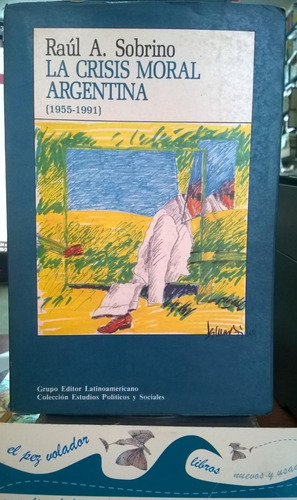 Raúl A. Sobrino
LA CRISIS MORAL
ARGENTINA
(1955-1991)
Grupo Editor Latinoamericano
Colección Estudios Políticos y Sociales
el pez volador
libros
nuevos y usa